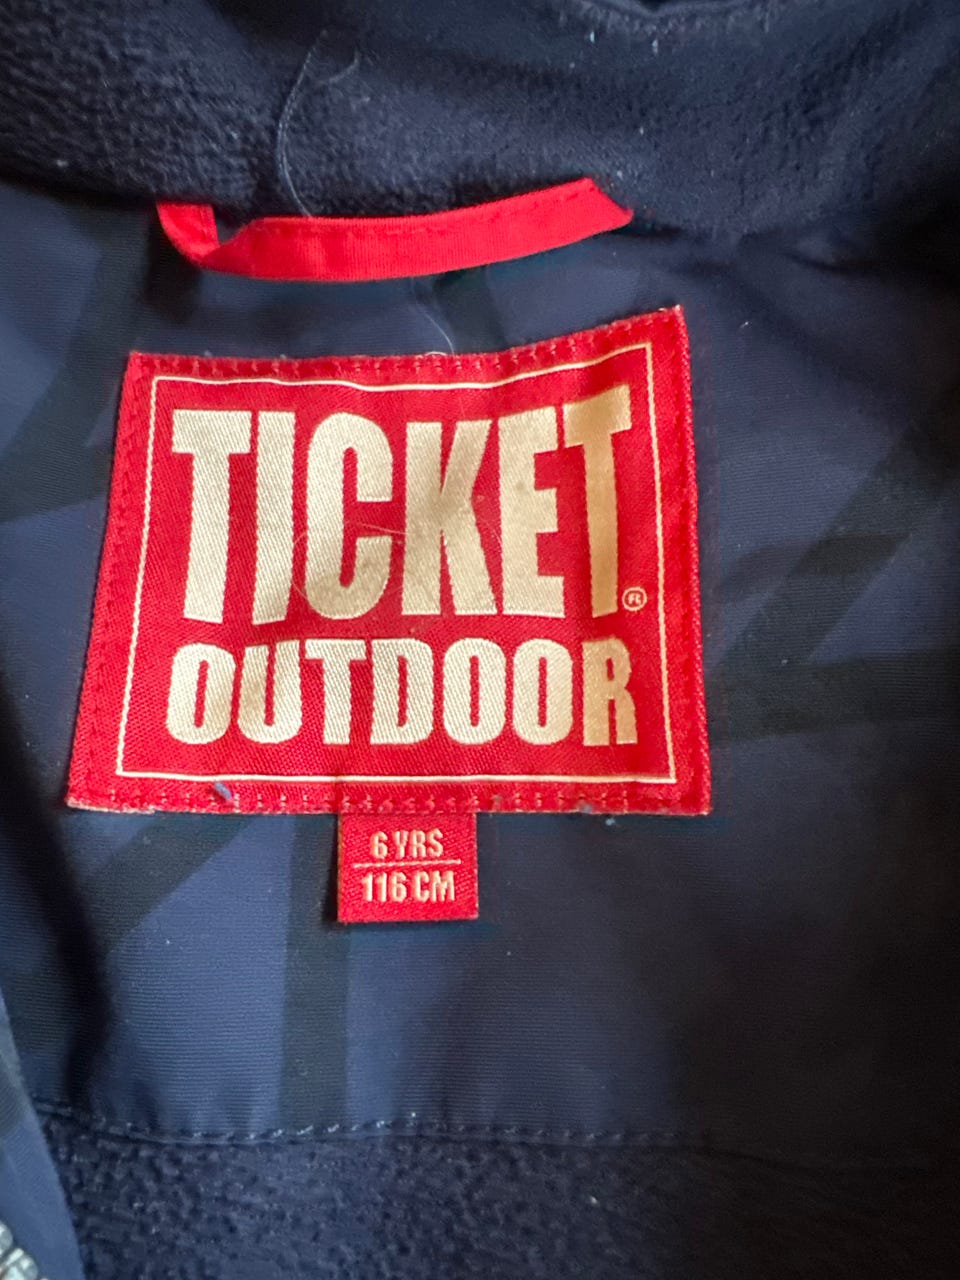 TICKET®
OUTDOOR
6 YRS
116 CM